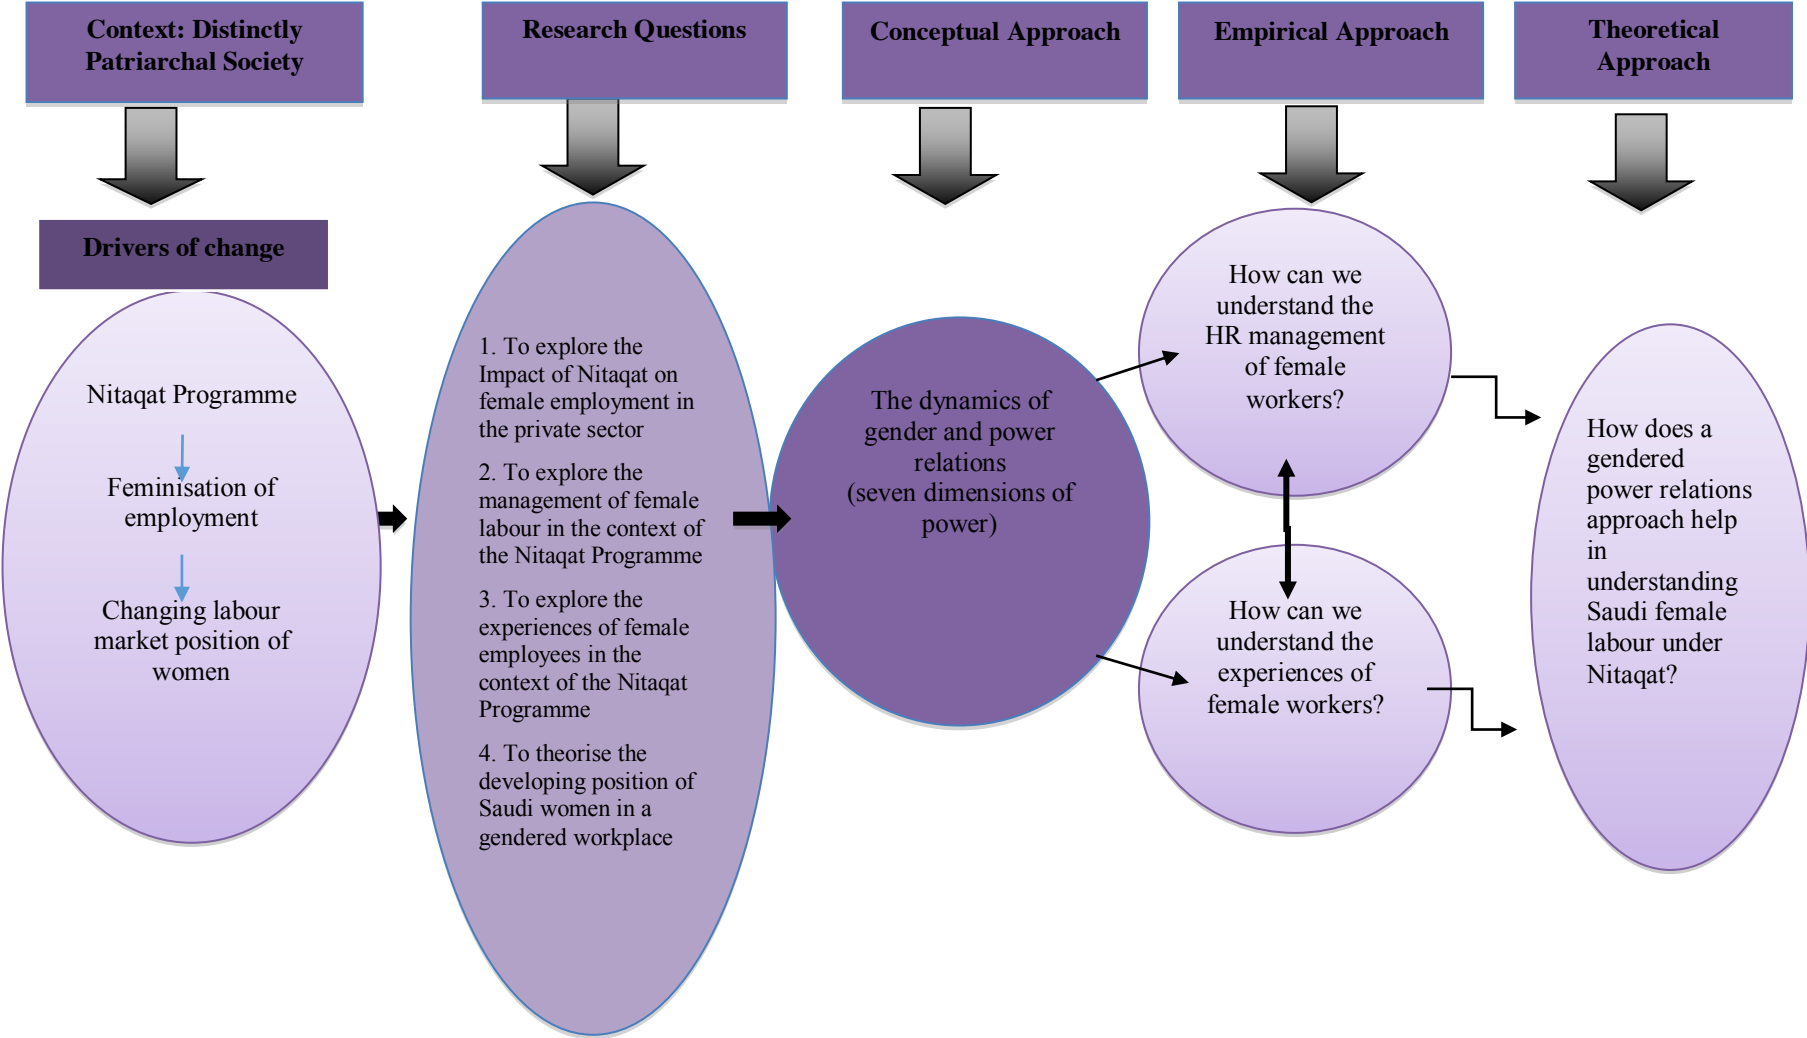 Context: Distinctly
Patriarchal Society
Research Questions
Conceptual Approach
Empirical Approach
Theoretical
Approach
Drivers of change
Nitaqat Programme
Feminisation of
employment
Changing labour
market position of
women
1. To explore the
Impact of Nitaqat on
female employment in
the private sector
2. To explore the
management of female
labour in the context of
the Nitaqat Programme
3. To explore the
experiences of female
employees in the
context of the Nitaqat
Programme
4. To theorise the
developing position of
Saudi women in a
gendered workplace
The dynamics of
gender and power
relations
(seven dimensions of
power)
How can we
understand the
HR management
of female
workers?
How can we
understand the
experiences of
female workers?
How does a
gendered
power relations
approach help
in
understanding
Saudi female
labour under
Nitaqat?